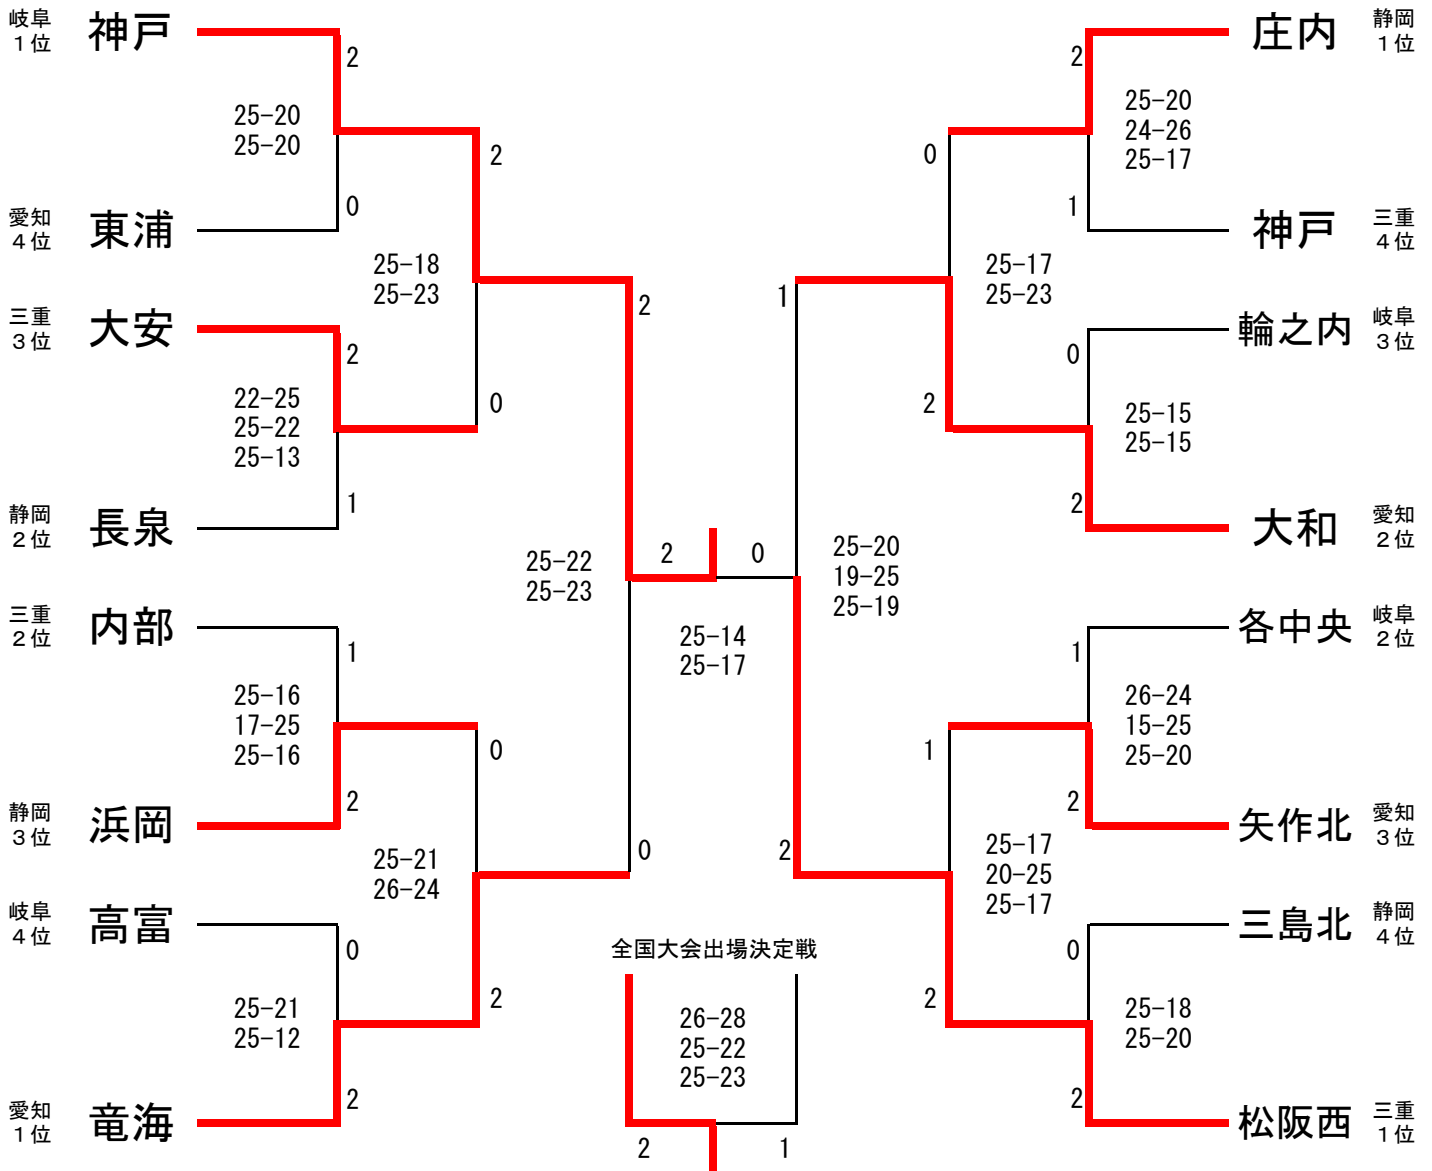 岐阜
１位
神戸
2
25-20
25-20
0
愛知
４位
東浦
2
25-18
25-23
0
三重
３位
大安
2
22-25
25-22
25-13
1
静岡
２位
長泉
2
25-22
25-23
0
三重
２位
内部
1
25-16
17-25
25-16
2
静岡
３位
浜岡
0
25-21
26-24
2
岐阜
４位
高富
0
25-21
25-12
2
愛知
１位
竜海
2
0
25-14
25-17
全国大会出場決定戦
26-28
25-22
25-23
2
1
庄内
静岡
１位
2
25-20
24-26
25-17
1
神戸
三重
４位
0
25-17
25-23
2
輪之内
岐阜
３位
0
25-15
25-15
2
大和
愛知
２位
1
25-20
19-25
25-19
2
各中央
岐阜
２位
1
26-24
15-25
25-20
2
矢作北
愛知
３位
1
25-17
20-25
25-17
2
三島北
静岡
４位
0
25-18
25-20
2
松阪西
三重
１位